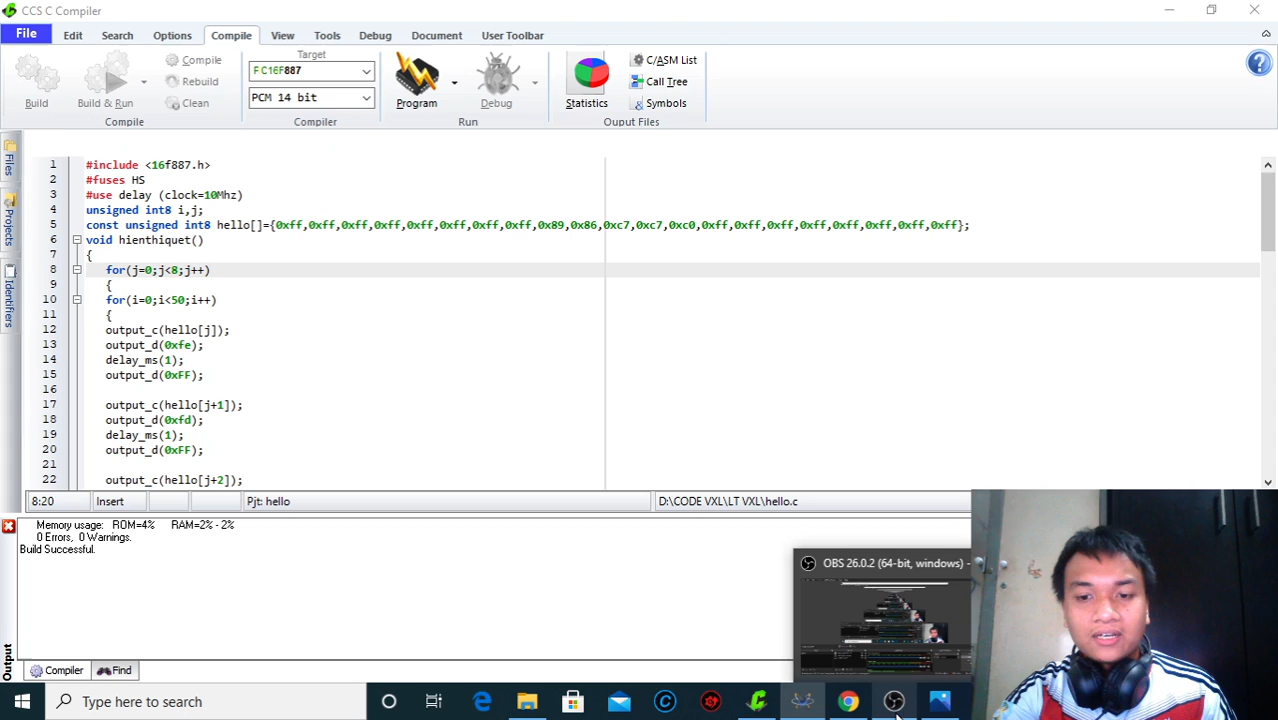 CCS C Compiler
File Edit Search Options Compile View Tools Debug Document User Toolbar
Build
Build & Run
Compile
Rebuild
Clean
Compile
Target
PIC16F887
PCM 14 bit
Compiler
Program
Debug
Run
Statistics
C/ASM List
Call Tree
Symbols
Ouput Files
Files
Projects
Identifiers
1 #include <16f887.h>
2 #fuses HS
3 #use delay (clock=10Mhz)
4 unsigned int8 i,j;
5 const unsigned int8 hello[]={0xff,0xff,0xff,0xff,0xff,0xff,0xff,0xff,0x89,0x86,0xc7,0xc7,0xc0,0xff,0xff,0xff,0xff,0xff,0xff,0xff,0xff};
6 void hienthiquet()
7 {
8 for(j=0;j<8;j++)
9 {
10 for(i=0;i<50;i++)
11 {
12 output_c(hello[j]);
13 output_d(0xfe);
14 delay_ms(1);
15 output_d(0xFF);
16
17 output_c(hello[j+1]);
18 output_d(0xfd);
19 delay_ms(1);
20 output_d(0xFF);
21
22 output_c(hello[j+2]);
8:20 Insert Pjt: hello D:\CODE VXL\LT VXL\hello.c
Memory usage: ROM=4% RAM=2% - 2%
0 Errors, 0 Warnings.
Build Successful.
Output
Compiler Find
OBS 26.0.2 (64-bit, windows) -
Type here to search